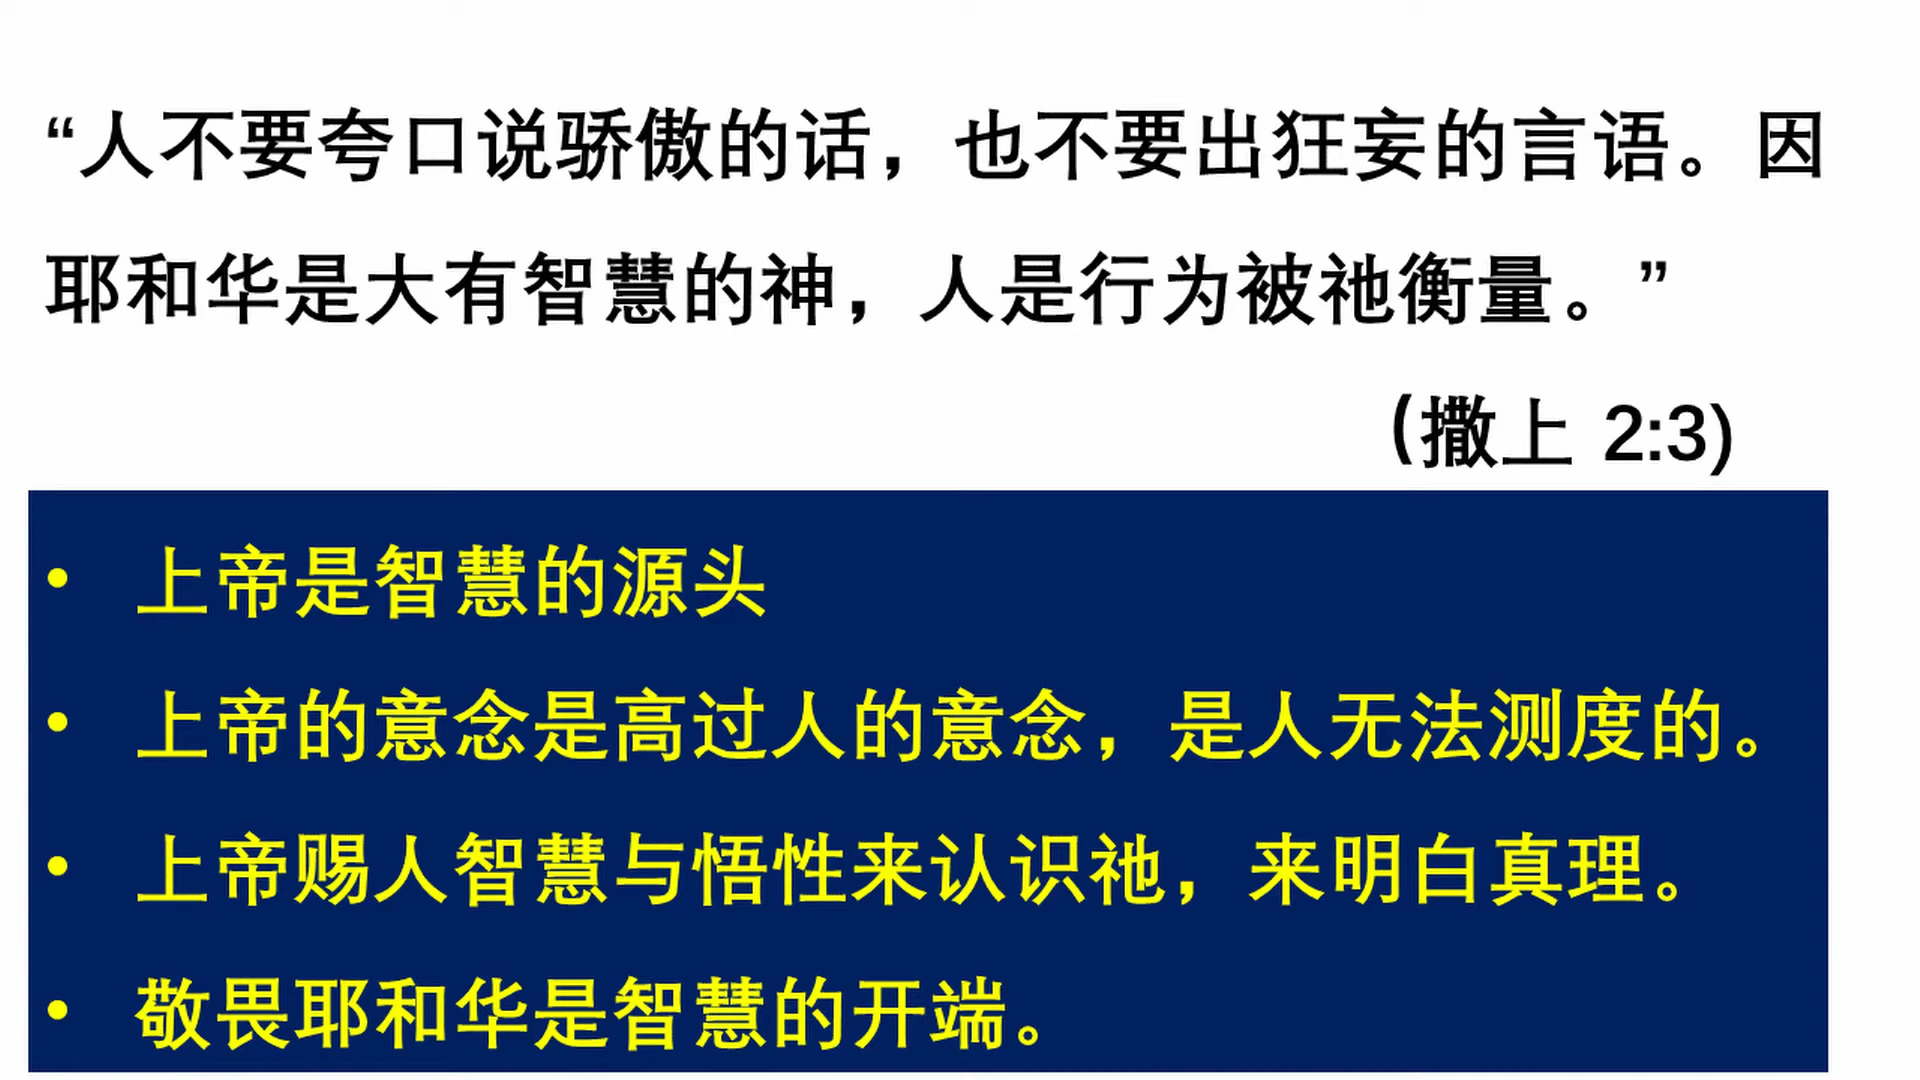 “人不要夸口说骄傲的话，也不要出狂妄的言语。因
耶和华是大有智慧的神，人是行为被祂衡量。”
（撒上 2:3)
• 上帝是智慧的源头
• 上帝的意念是高过人的意念，是人无法测度的。
• 上帝赐人智慧与悟性来认识祂，来明白真理。
• 敬畏耶和华是智慧的开端。